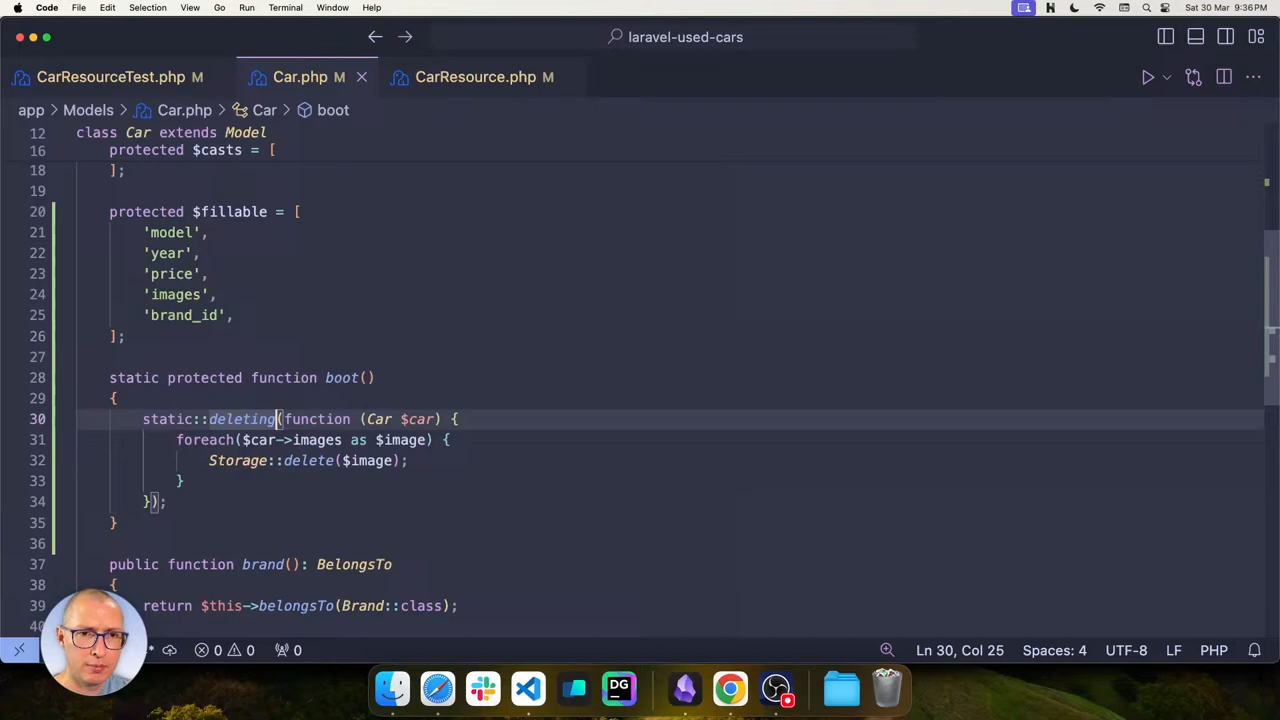 Code File Edit Selection View Go Run Terminal Window Help Sat 30 Mar 9:36PM
laravel-used-cars
CarResourceTest.php M Car.php M CarResource.php M
app > Models > Car.php > Car > boot
12 class Car extends Model
16 protected $casts = [
18 ];
19
20 protected $fillable = [
21 'model',
22 'year',
23 'price',
24 'images',
25 'brand_id',
26 ];
27
28 static protected function boot()
29 {
30 static::deleting(function (Car $car) {
31 foreach($car->images as $image) {
32 Storage::delete($image);
33 }
34 });
35 }
36
37 public function brand(): BelongsTo
38 {
39 return $this->belongsTo(Brand::class);
40
0 0 0 Ln 30, Col 25 Spaces: 4 UTF-8 LF PHP
DG